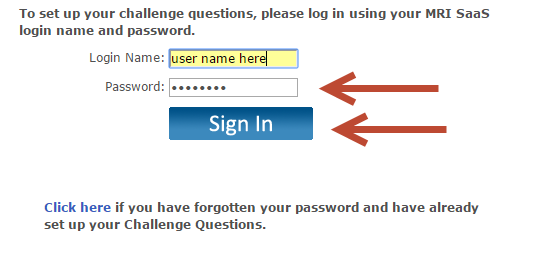 To set up your challenge questions, please log in using your MRI SaaS
login name and password.
Login Name: user name here
Password: ••••••••
Sign In
Click here if you have forgotten your password and have already
set up your Challenge Questions.